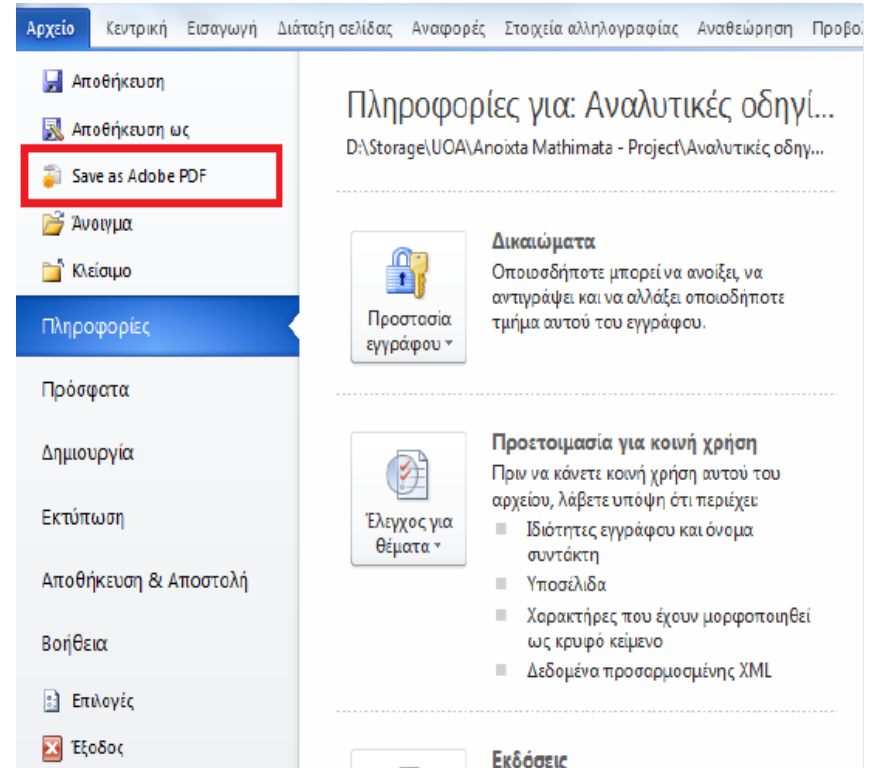 Αρχείο Κεντρική Εισαγωγή Διάταξη σελίδας Αναφορές Στοιχεία αλληλογραφίας Αναθεώρηση Προβο
Αποθήκευση
Αποθήκευση ως
Save as Adobe PDF
Άνοιγμα
Κλείσιμο
Πληροφορίες
Πρόσφατα
Δημιουργία
Εκτύπωση
Αποθήκευση & Αποστολή
Βοήθεια
Επιλογές
Έξοδος
Πληροφορίες για: Αναλυτικές οδηγί...
D:\Storage\UOA\Anoixta Mathimata - Project\Αναλυτικές οδηγ...
Προστασία
εγγράφου
Δικαιώματα
Οποιοσδήποτε μπορεί να ανοίξει, να
αντιγράψει και να αλλάξει οποιοδήποτε
τμήμα αυτού του εγγράφου.
Έλεγχος για
θέματα
Προετοιμασία για κοινή χρήση
Πριν να κάνετε κοινή χρήση αυτού του
αρχείου, λάβετε υπόψη ότι περιέχει:
Ιδιότητες εγγράφου και όνομα
συντάκτη
Υποσέλιδα
Χαρακτήρες που έχουν μορφοποιηθεί
ως κρυφό κείμενο
Δεδομένα προσαρμοσμένης XML
Εκδόσεις